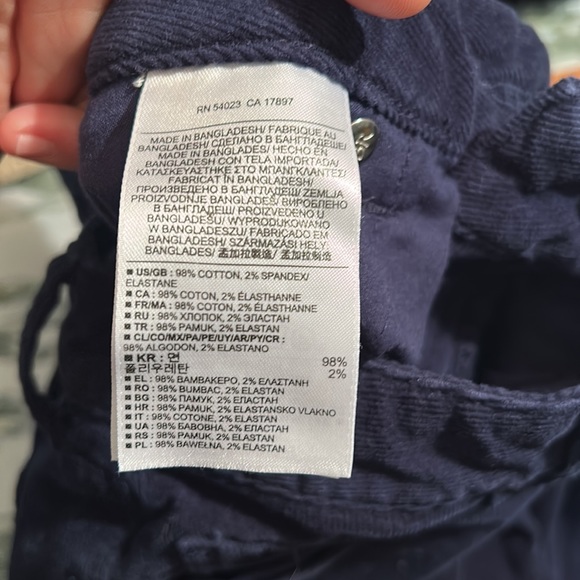 RN 54023 CA 17897
MADE IN BANGLADESH/ FABRIQUE AU
BANGLADESH/ СДЕЛАНО В БАНГЛАДЕШЕ/
MADE IN BANGLADES/ HECHO EN
BANGLADESH CON TELA IMPORTADA/
ΚΑΤΑΣΚΕΥΑΣΤΗΚΕ ΣΤΟ ΜΠΑΝΓΚΛΑΝΤΕΣ/
FABRICAT IN BANGLADESH/
ПРОИЗВЕДЕНО В БАНГЛАДЕШ/ ZEMLJA
PROIZVODNJE BANGLADEŠ/ ВИРОБЛЕНО
В БАНГЛАДЕШ/ PROIZVEDENO U
BANGLADEŠU/ WYPRODUKOWANO
W BANGLADESZU/ FABRICADO EM
BANGLADESH/ SZÁRMAZÁSI HELY:
BANGLADES/ 孟加拉製造/ 孟加拉制造
US/GB : 98% COTTON, 2% SPANDEX/
ELASTANE
CA : 98% COTON, 2% ÉLASTHANNE
FR/MA : 98% COTON, 2% ÉLASTHANNE
RU : 98% ХЛОПОК, 2% ЭЛАСТАН
TR : 98% PAMUK, 2% ELASTAN
CL/CO/MX/PA/PE/UY/AR/PY/CR :
98% ALGODON, 2% ELASTANO
KR : 면 98%
폴리우레탄 2%
EL : 98% ΒΑΜΒΑΚΕΡΟ, 2% ΕΛΑΣΤΑΝΗ
RO : 98% BUMBAC, 2% ELASTAN
BG : 98% ПАМУК, 2% ЕЛАСТАН
HR : 98% PAMUK, 2% ELASTANSKO VLAKNO
IT : 98% COTONE, 2% ELASTAN
UA : 98% БАВОВНА, 2% ЕЛАСТАН
RS : 98% PAMUK, 2% ELASTAN
PL : 98% BAWEŁNA, 2% ELASTAN